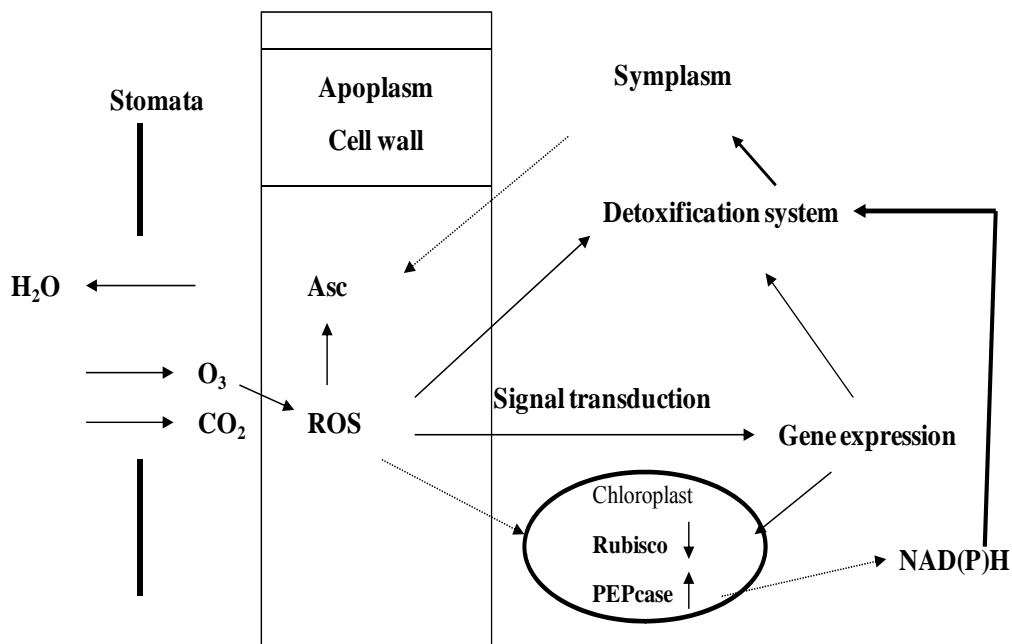 Stomata
H₂O
O₃
CO₂
Apoplasm
Cell wall
Asc
ROS
Symplasm
Detoxification system
Signal transduction
Gene expression
Chloroplast
Rubisco
PEPcase
NAD(P)H